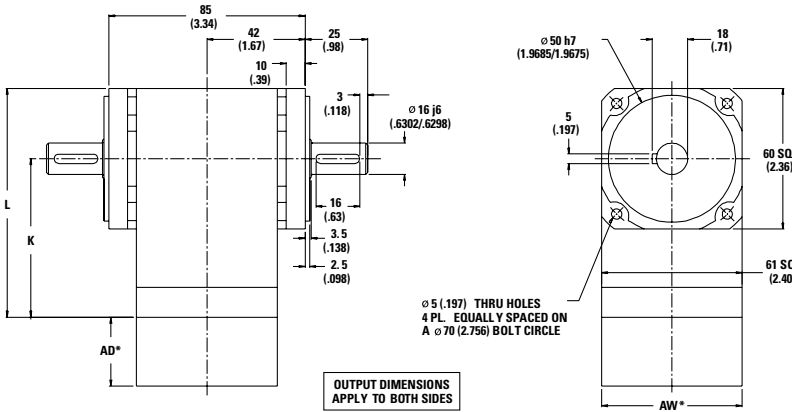 85
(3.34)
42
(1.67)
25
(.98)
10
(.39)
3
(.118)
Ø 16 j6
(.6302/.6298)
L
K
16
(.63)
3.5
(.138)
2.5
(.098)
AD*
OUTPUT DIMENSIONS
APPLY TO BOTH SIDES
Ø 50 h7
(1.9685/1.9675)
18
(.71)
5
(.197)
60 SQ
(2.36)
61 SQ
(2.40
Ø 5 (.197) THRU HOLES
4 PL. EQUALLY SPACED ON
A Ø 70 (2.756) BOLT CIRCLE
AW*